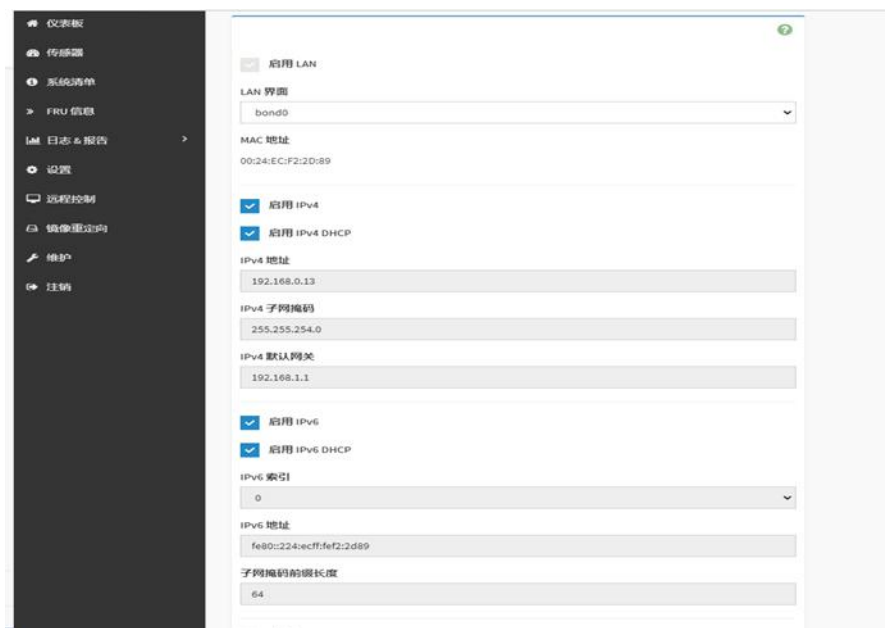 仪表板
传感器
系统清单
FRU 信息
日志 & 报告
设置
远程控制
镜像重定向
维护
注销
启用 LAN
LAN 界面
bond0
MAC 地址
00:24:EC:F2:2D:89
启用 IPv4
启用 IPv4 DHCP
IPv4 地址
192.168.0.13
IPv4 子网掩码
255.255.254.0
IPv4 默认网关
192.168.1.1
启用 IPv6
启用 IPv6 DHCP
IPv6 索引
0
IPv6 地址
fe80::224:ecff:fef2:2d89
子网掩码前缀长度
64